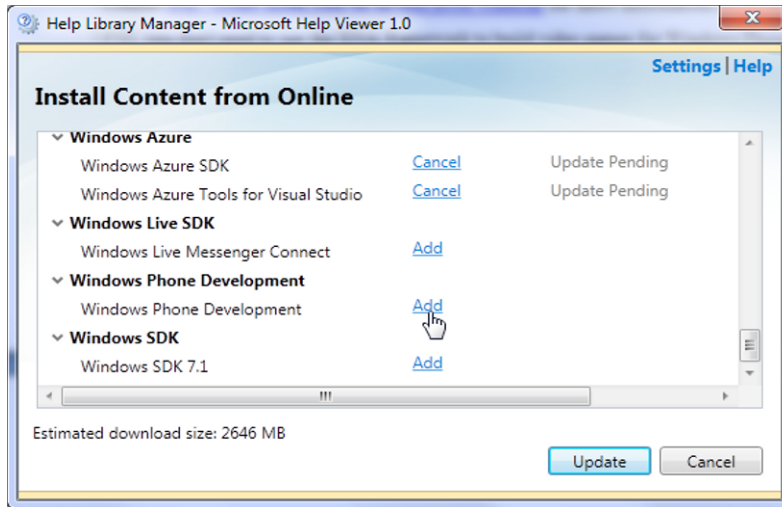 Help Library Manager - Microsoft Help Viewer 1.0
Settings | Help
Install Content from Online
Windows Azure
Windows Azure SDK Cancel Update Pending
Windows Azure Tools for Visual Studio Cancel Update Pending
Windows Live SDK
Windows Live Messenger Connect Add
Windows Phone Development
Windows Phone Development Add
Windows SDK
Windows SDK 7.1 Add
Estimated download size: 2646 MB
Update Cancel